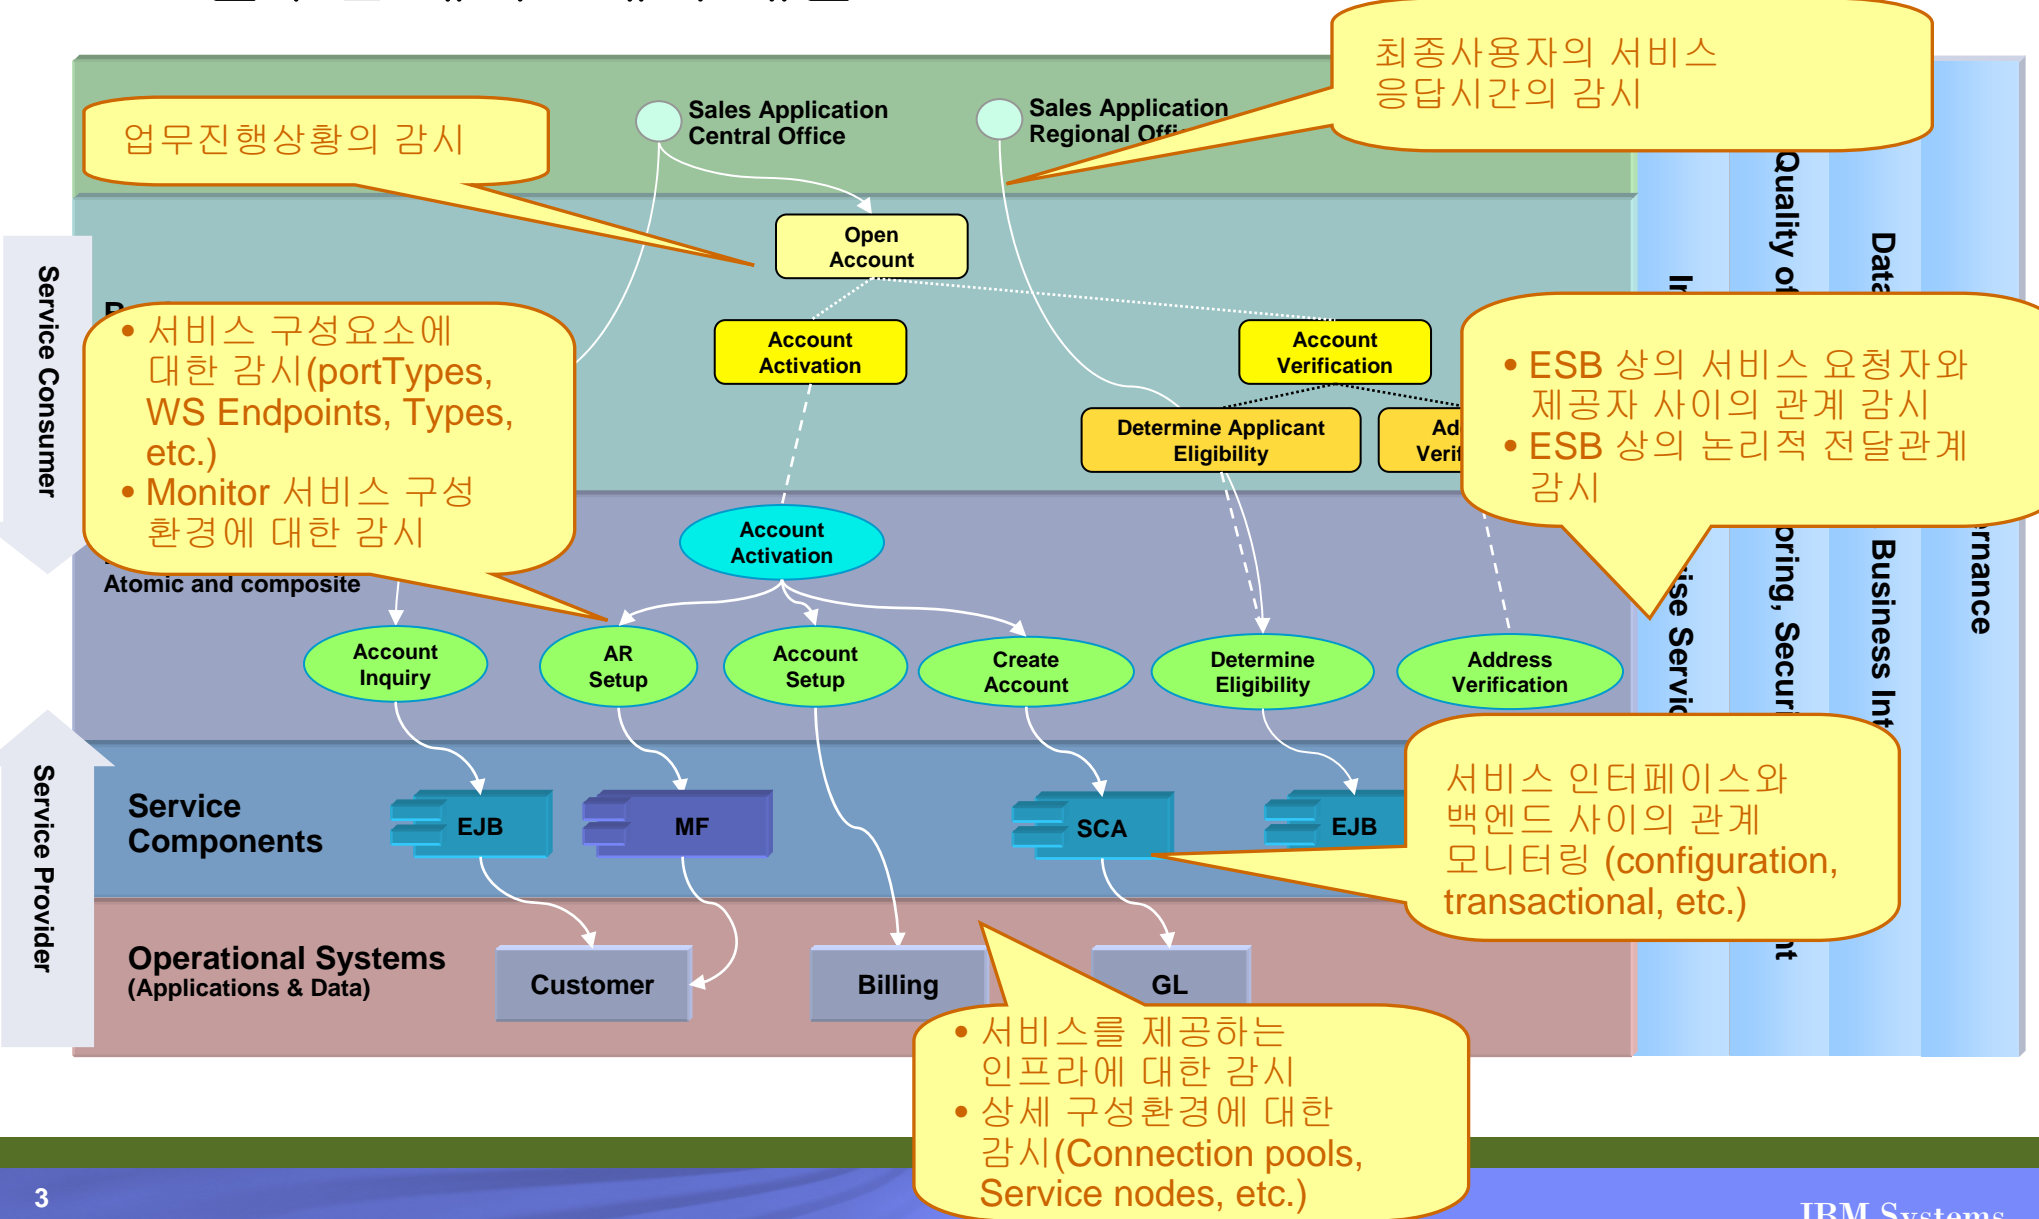 최종사용자의 서비스
응답시간의 감시
업무진행상황의 감시
Sales Application
Central Office
Sales Application
Regional
Open
Account
Account
Activation
Account
Verification
Determine Applicant
Eligibility
Service Consumer
• 서비스 구성요소에
대한 감시(portTypes,
WS Endpoints, Types,
etc.)
• Monitor 서비스 구성
환경에 대한 감시
• ESB 상의 서비스 요청자와
제공자 사이의 관계 감시
• ESB 상의 논리적 전달관계
감시
Quality of
Data
Business
Account
Activation
Atomic and composite
Account
Inquiry
AR
Setup
Account
Setup
Create
Account
Determine
Eligibility
Address
Verification
Service Provider
Service
Components
EJB
MF
SCA
EJB
서비스 인터페이스와
백엔드 사이의 관계
모니터링 (configuration,
transactional, etc.)
Operational Systems
(Applications & Data)
Customer
Billing
GL
• 서비스를 제공하는
인프라에 대한 감시
• 상세 구성환경에 대한
감시(Connection pools,
Service nodes, etc.)
3
IBM Systems